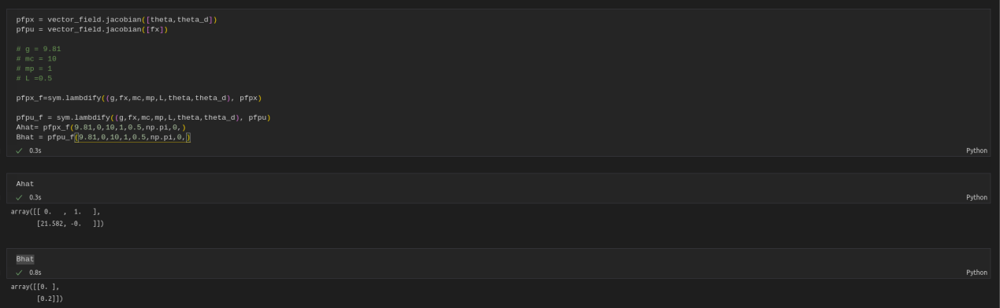 pfpx = vector_field.jacobian([theta,theta_d])
pfpu = vector_field.jacobian([fx])
# g = 9.81
# mc = 10
# mp = 1
# L =0.5
pfpx_f=sym.lambdify((g,fx,mc,mp,L,theta,theta_d), pfpx)
pfpu_f = sym.lambdify((g,fx,mc,mp,L,theta,theta_d), pfpu)
Ahat= pfpx_f(9.81,0,10,1,0.5,np.pi,0,)
Bhat = pfpu_f(9.81,0,10,1,0.5,np.pi,0,)
✓ 0.3s Python
Ahat
✓ 0.3s Python
array([[ 0.   ,  1.   ],
       [21.582, -0.   ]])
Bhat
✓ 0.8s Python
array([[0. ],
       [0.2]])